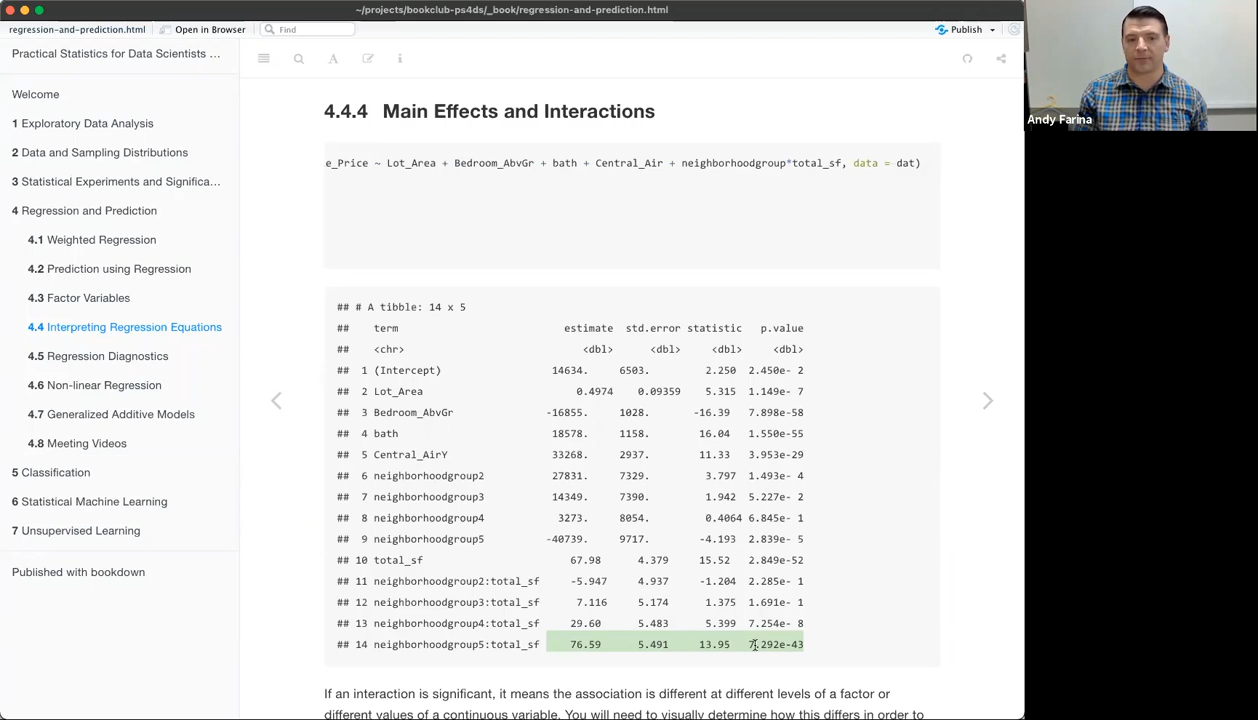 ~/projects/bookclub-ps4ds/_book/regression-and-prediction.html
regression-and-prediction.html
Open in Browser
Find
Publish
Practical Statistics for Data Scientists ...
Welcome
1 Exploratory Data Analysis
2 Data and Sampling Distributions
3 Statistical Experiments and Significa...
4 Regression and Prediction
4.1 Weighted Regression
4.2 Prediction using Regression
4.3 Factor Variables
4.4 Interpreting Regression Equations
4.5 Regression Diagnostics
4.6 Non-linear Regression
4.7 Generalized Additive Models
4.8 Meeting Videos
5 Classification
6 Statistical Machine Learning
7 Unsupervised Learning
Published with bookdown
4.4.4 Main Effects and Interactions
e_Price ~ Lot_Area + Bedroom_AbvGr + bath + Central_Air + neighborhoodgroup*total_sf, data = dat)
## # A tibble: 14 x 5
## term estimate std.error statistic p.value
## <chr> <dbl> <dbl> <dbl> <dbl>
## 1 (Intercept) 14634. 6503. 2.250 2.450e- 2
## 2 Lot_Area 0.4974 0.09359 5.315 1.149e- 7
## 3 Bedroom_AbvGr -16855. 1028. -16.39 7.898e-58
## 4 bath 18578. 1158. 16.04 1.550e-55
## 5 Central_AirY 33268. 2937. 11.33 3.953e-29
## 6 neighborhoodgroup2 27831. 7329. 3.797 1.493e- 4
## 7 neighborhoodgroup3 14349. 7390. 1.942 5.227e- 2
## 8 neighborhoodgroup4 3273. 8054. 0.4064 6.845e- 1
## 9 neighborhoodgroup5 -40739. 9717. -4.193 2.839e- 5
## 10 total_sf 67.98 4.379 15.52 2.849e-52
## 11 neighborhoodgroup2:total_sf -5.947 4.937 -1.204 2.285e- 1
## 12 neighborhoodgroup3:total_sf 7.116 5.174 1.375 1.691e- 1
## 13 neighborhoodgroup4:total_sf 29.60 5.483 5.399 7.254e- 8
## 14 neighborhoodgroup5:total_sf 76.59 5.491 13.95 7.292e-43
If an interaction is significant, it means the association is different at different levels of a factor or
different values of a continuous variable. You will need to visually determine how this differs in order to
Andy Farina